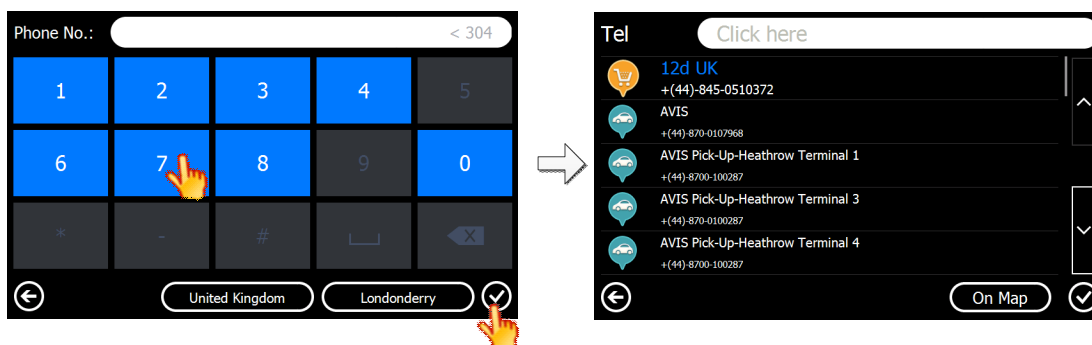 Phone No.:
< 304
1 2 3 4 5
6 7 8 9 0
* - #
United Kingdom
Londonderry
Tel
Click here
12d UK
+(44)-845-0510372
AVIS
+(44)-870-0107968
AVIS Pick-Up-Heathrow Terminal 1
+(44)-8700-100287
AVIS Pick-Up-Heathrow Terminal 3
+(44)-870-0100287
AVIS Pick-Up-Heathrow Terminal 4
+(44)-8700-100287
On Map